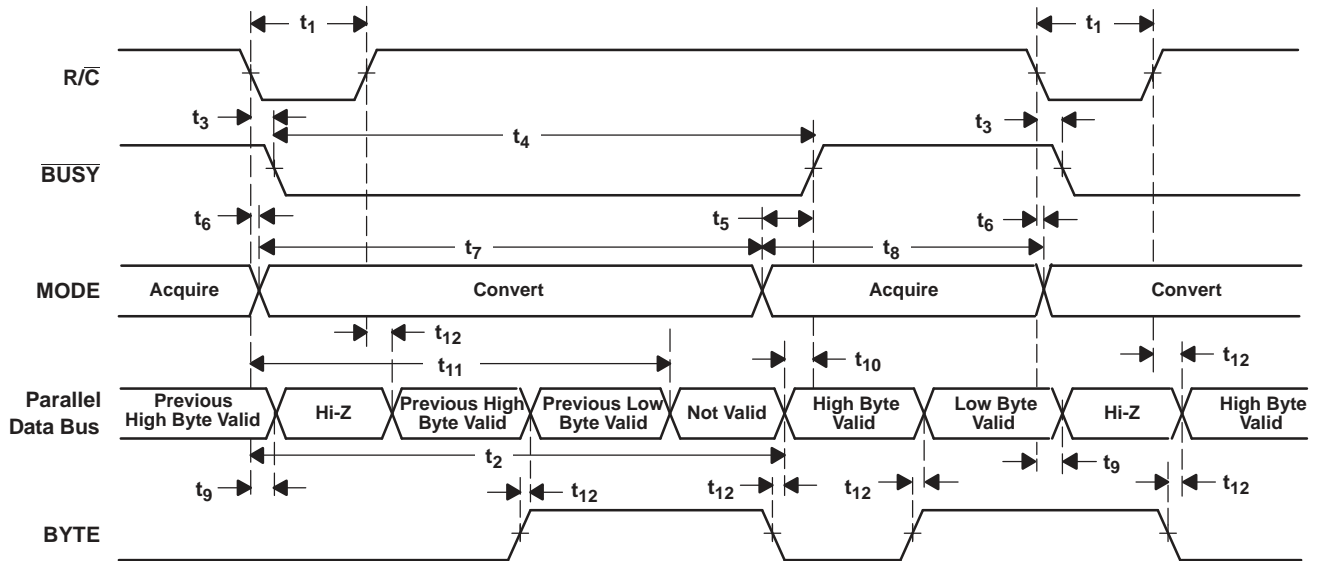 t1 t1
R/C̅
t3 t4 t3
B̅U̅S̅Y̅
t6 t5 t6
t7 t8
MODE Acquire Convert Acquire Convert
t12
t11 t10 t12
Parallel Data Bus
Previous High Byte Valid
Hi-Z
Previous High Byte Valid
Previous Low Byte Valid
Not Valid
High Byte Valid
Low Byte Valid
Hi-Z
High Byte Valid
t2
t9 t12 t12 t12 t9 t12
BYTE